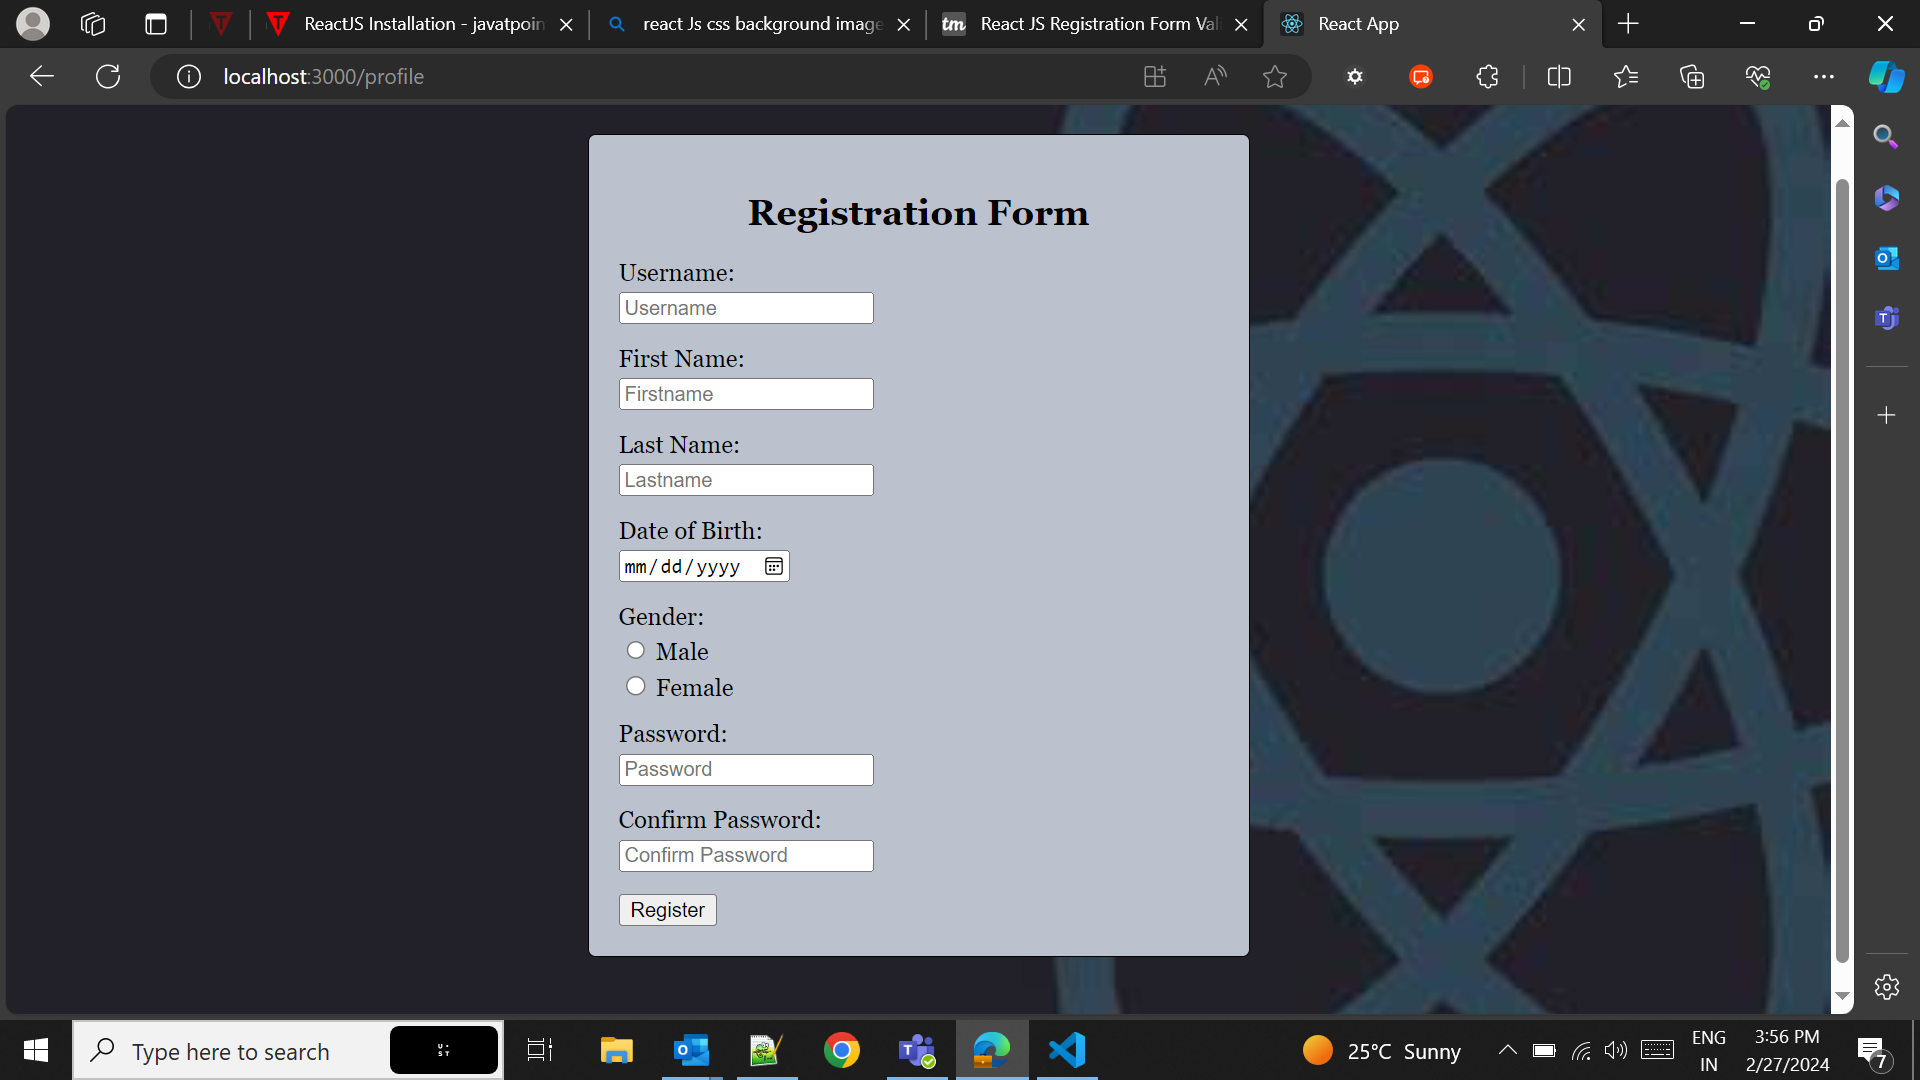 ReactJS Installation - javatpoin
react Js css background image
tm
React JS Registration Form Vali
React App
localhost:3000/profile
Registration Form
Username:
Username
First Name:
Firstname
Last Name:
Lastname
Date of Birth:
mm/dd/yyyy
Gender:
Male
Female
Password:
Password
Confirm Password:
Confirm Password
Register
Type here to search
U
ST
25°C Sunny
ENG
IN
3:56 PM
2/27/2024
7